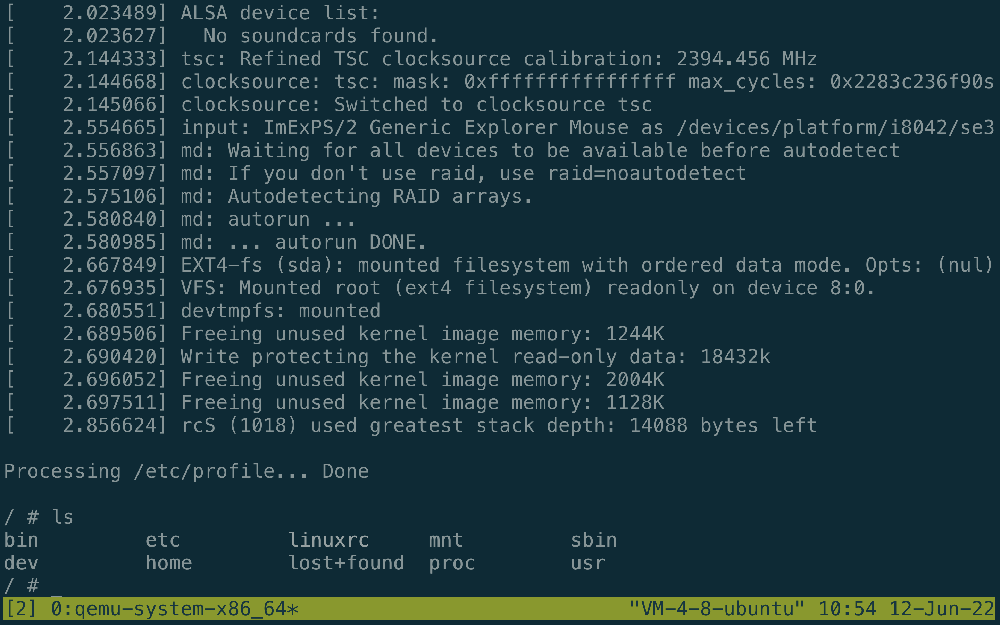 [    2.023489] ALSA device list:
[    2.023627]   No soundcards found.
[    2.144333] tsc: Refined TSC clocksource calibration: 2394.456 MHz
[    2.144668] clocksource: tsc: mask: 0xffffffffffffffff max_cycles: 0x2283c236f90s
[    2.145066] clocksource: Switched to clocksource tsc
[    2.554665] input: ImExPS/2 Generic Explorer Mouse as /devices/platform/i8042/se3
[    2.556863] md: Waiting for all devices to be available before autodetect
[    2.557097] md: If you don't use raid, use raid=noautodetect
[    2.575106] md: Autodetecting RAID arrays.
[    2.580840] md: autorun ...
[    2.580985] md: ... autorun DONE.
[    2.667849] EXT4-fs (sda): mounted filesystem with ordered data mode. Opts: (nul)
[    2.676935] VFS: Mounted root (ext4 filesystem) readonly on device 8:0.
[    2.680551] devtmpfs: mounted
[    2.689506] Freeing unused kernel image memory: 1244K
[    2.690420] Write protecting the kernel read-only data: 18432k
[    2.696052] Freeing unused kernel image memory: 2004K
[    2.697511] Freeing unused kernel image memory: 1128K
[    2.856624] rcS (1018) used greatest stack depth: 14088 bytes left
Processing /etc/profile... Done
/ # ls
bin         etc         linuxrc     mnt         sbin
dev         home        lost+found  proc        usr
/ # _
[2] 0:qemu-system-x86_64*    "VM-4-8-ubuntu" 10:54 12-Jun-22